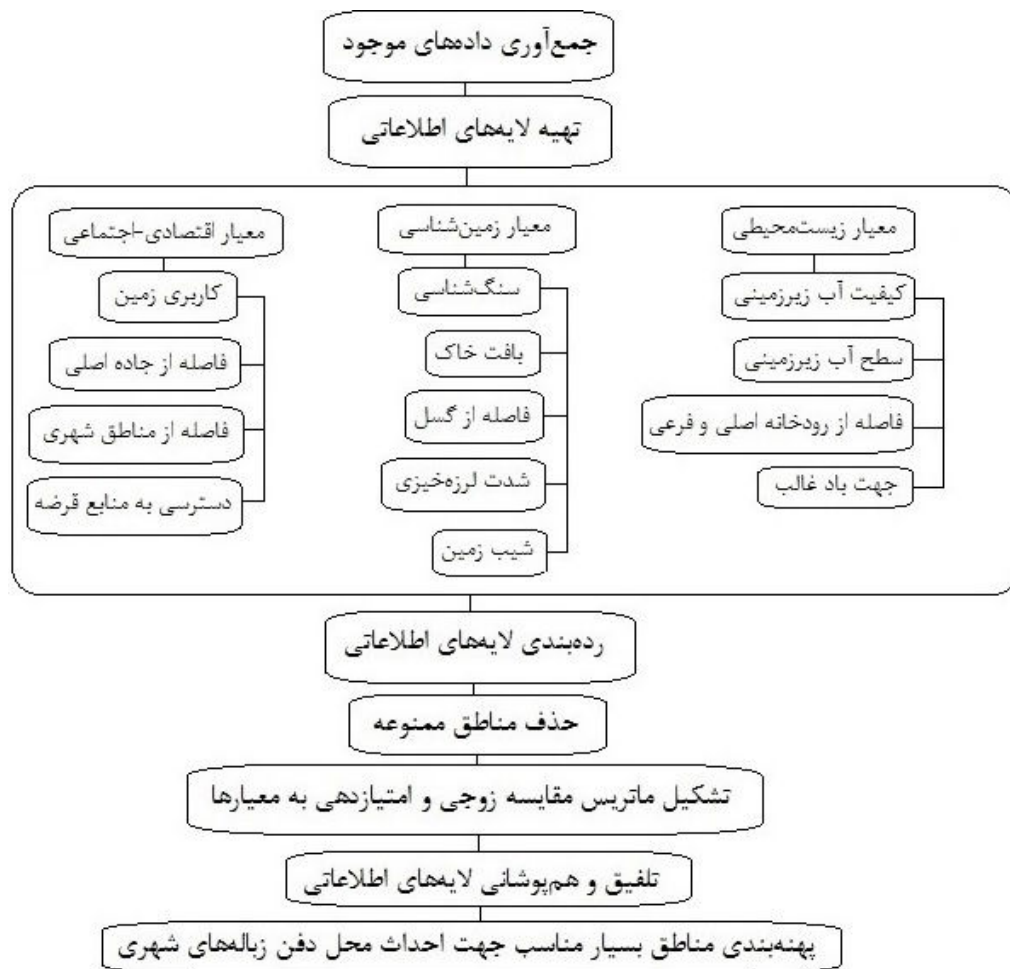 جمع‌آوری داده‌های موجود
تهیه لایه‌های اطلاعاتی
معیار زیست‌محیطی
کیفیت آب زیرزمینی
سطح آب زیرزمینی
فاصله از رودخانه اصلی و فرعی
جهت باد غالب
معیار زمین‌شناسی
سنگ‌شناسی
بافت خاک
فاصله از گسل
شدت لرزه‌خیزی
شیب زمین
معیار اقتصادی-اجتماعی
کاربری زمین
فاصله از جاده اصلی
فاصله از مناطق شهری
دسترسی به منابع قرضه
رده‌بندی لایه‌های اطلاعاتی
حذف مناطق ممنوعه
تشکیل ماتریس مقایسه زوجی و امتیازدهی به معیارها
تلفیق و هم‌پوشانی لایه‌های اطلاعاتی
پهنه‌بندی مناطق بسیار مناسب جهت احداث محل دفن زباله‌های شهری